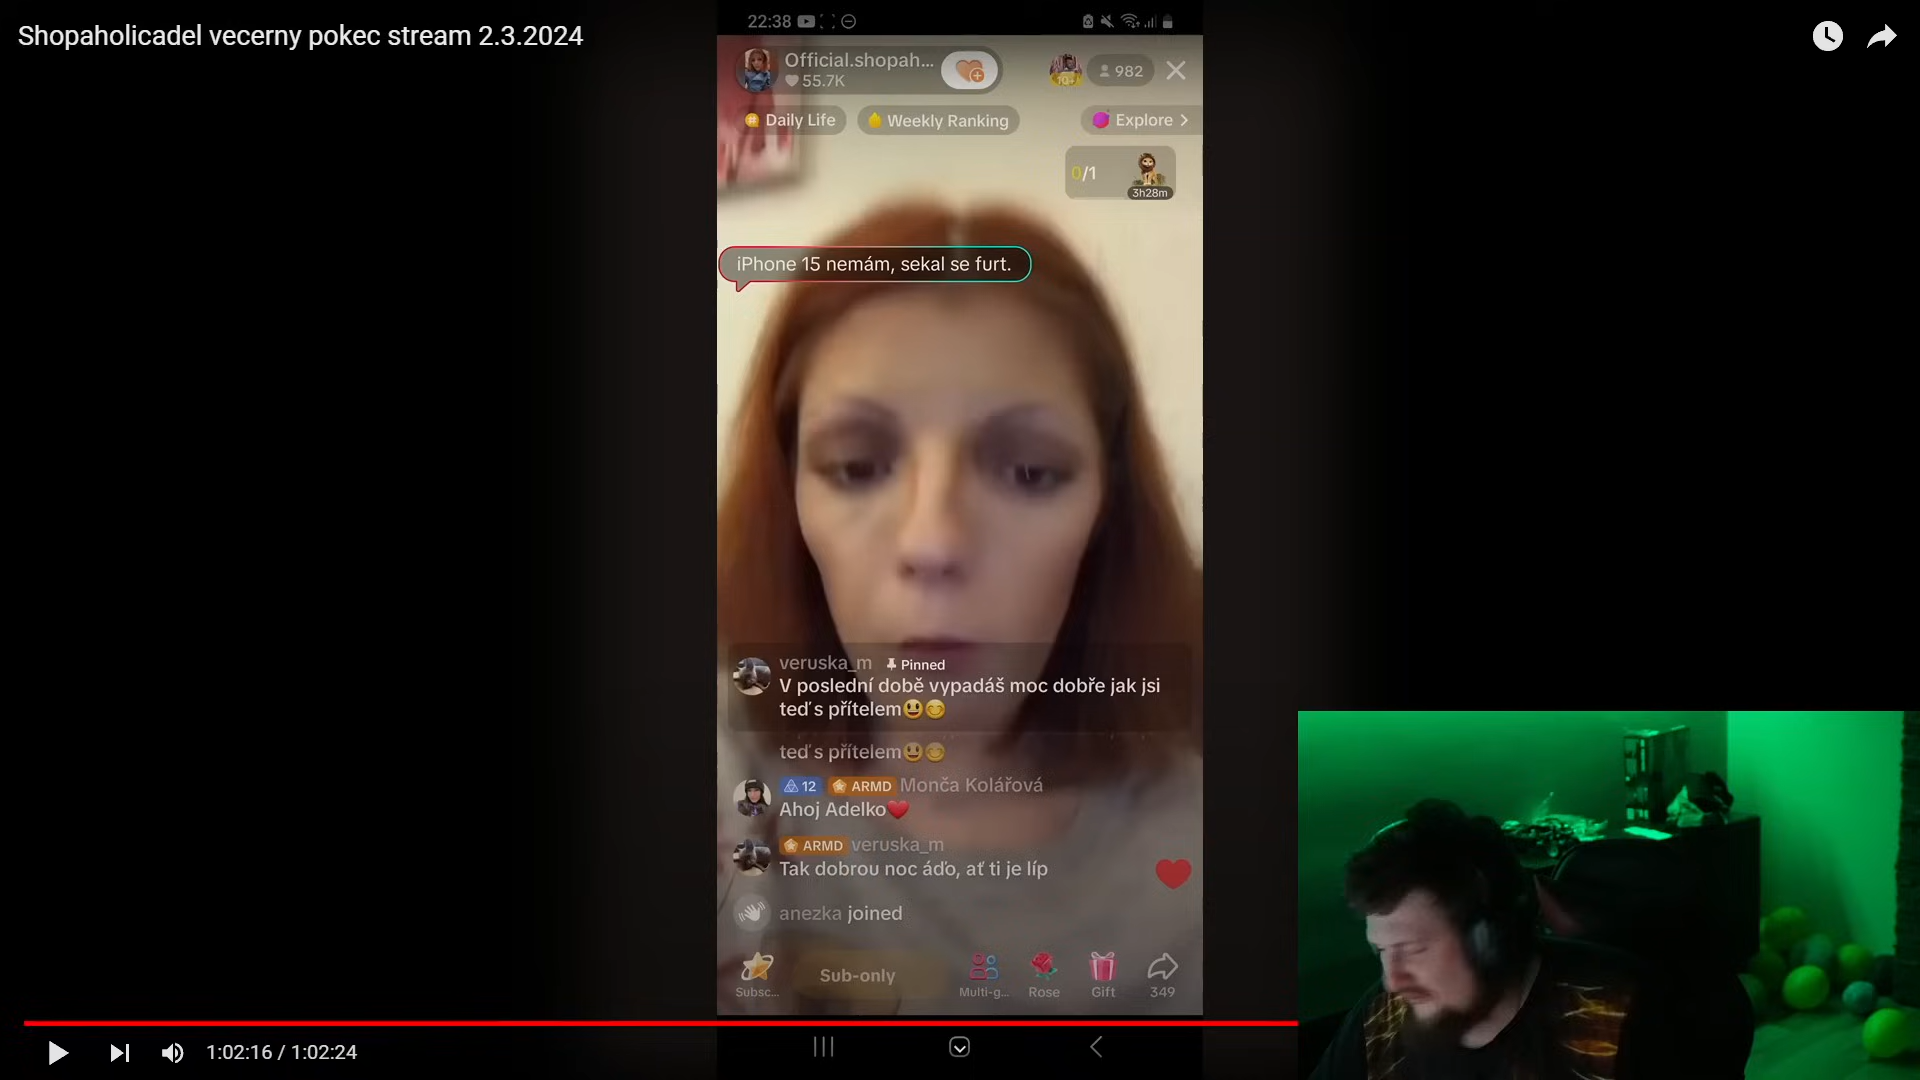 Shopaholicadel vecerny pokec stream 2.3.2024
22:38
Official.shopah...
55.7K
10+
982
Daily Life
Weekly Ranking
Explore
0/1
3h28m
iPhone 15 nemám, sekal se furt.
veruska_m Pinned
V poslední době vypadáš moc dobře jak jsi
teď s přítelem😃😊
teď s přítelem😃😊
12 ARMD Monča Kolářová
Ahoj Adelko❤️
ARMD veruska_m
Tak dobrou noc áďo, ať ti je líp
anezka joined
Subsc...
Sub-only
Multi-g...
Rose
Gift
349
1:02:16 / 1:02:24